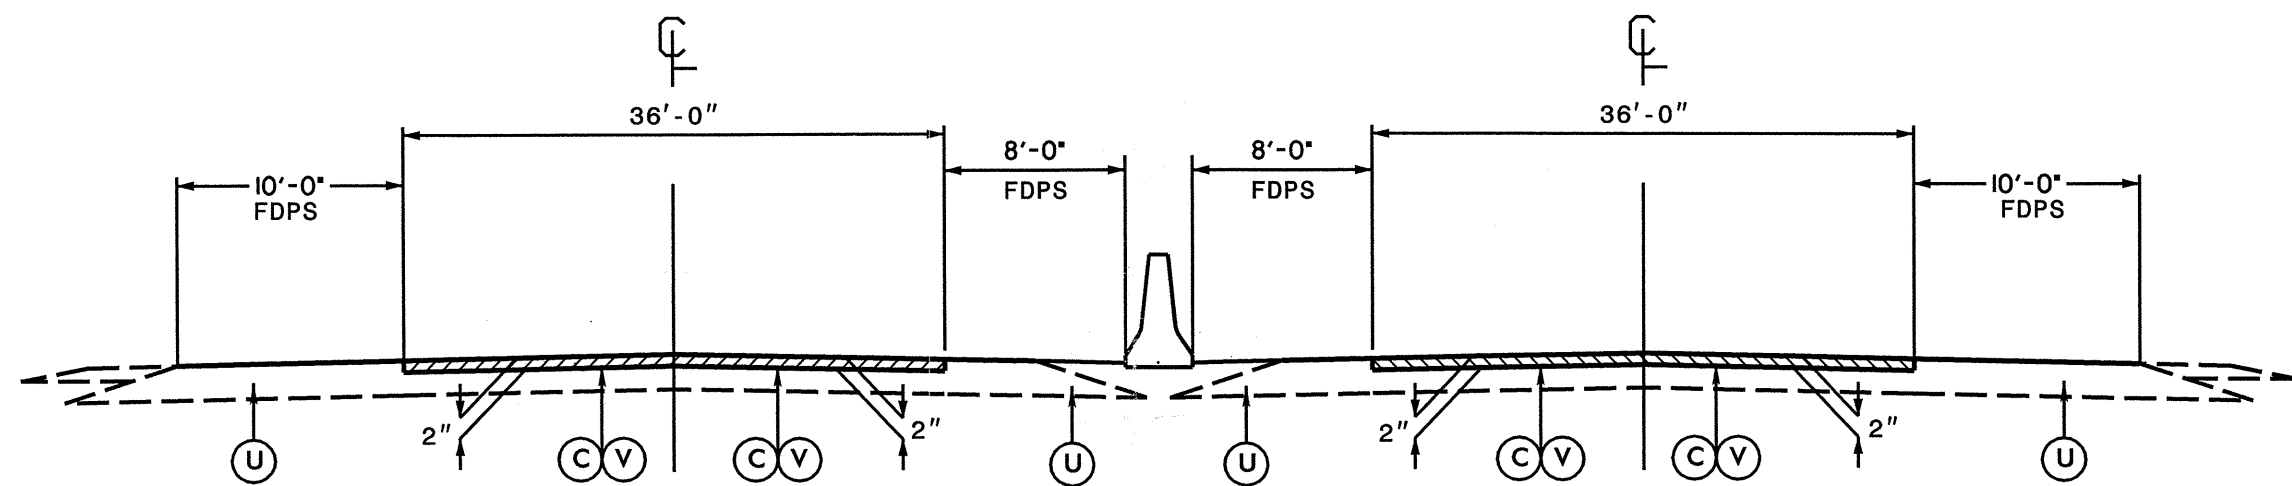 ℄ ℄
36'-0" 36'-0"
8'-0" 8'-0"
FDPS FDPS
10'-0" 10'-0"
FDPS FDPS
2" 2" 2" 2"
U C V C V U U C V C V U